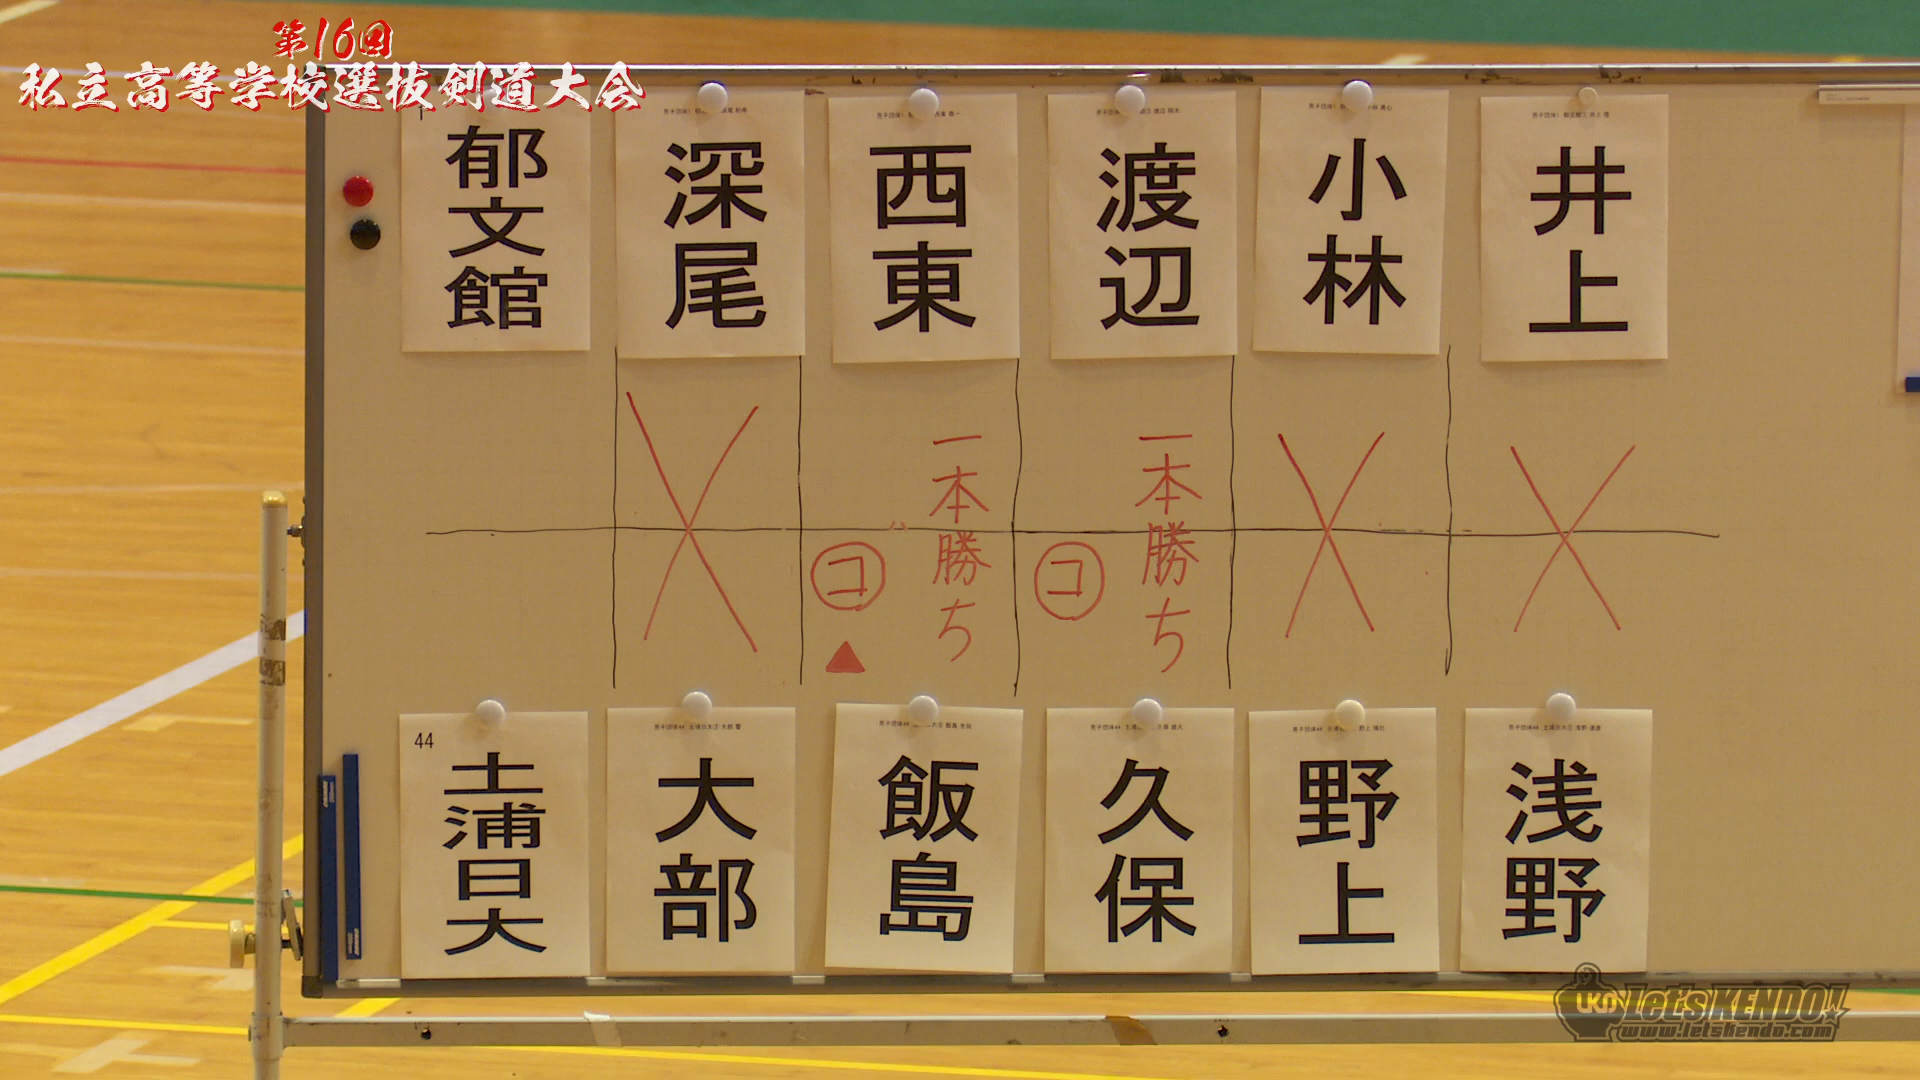 第16回
私立高等学校選抜剣道大会
1
郁文館
深尾
西東
渡辺
小林
井上
一本勝ち
コ
一本勝ち
コ
44
土浦日大
大部
飯島
久保
野上
浅野
LKD Let's KENDO!
www.letskendo.com